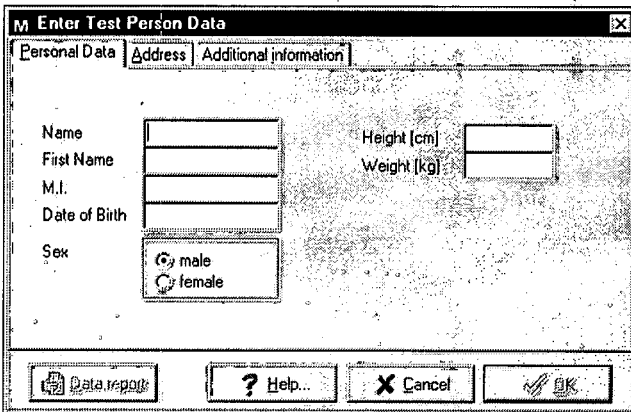 M Enter Test Person Data
Personal Data Address Additional information
Name
First Name
M.I.
Date of Birth
Sex
male
female
Height [cm]
Weight [kg]
Data report ? Help... X Cancel OK